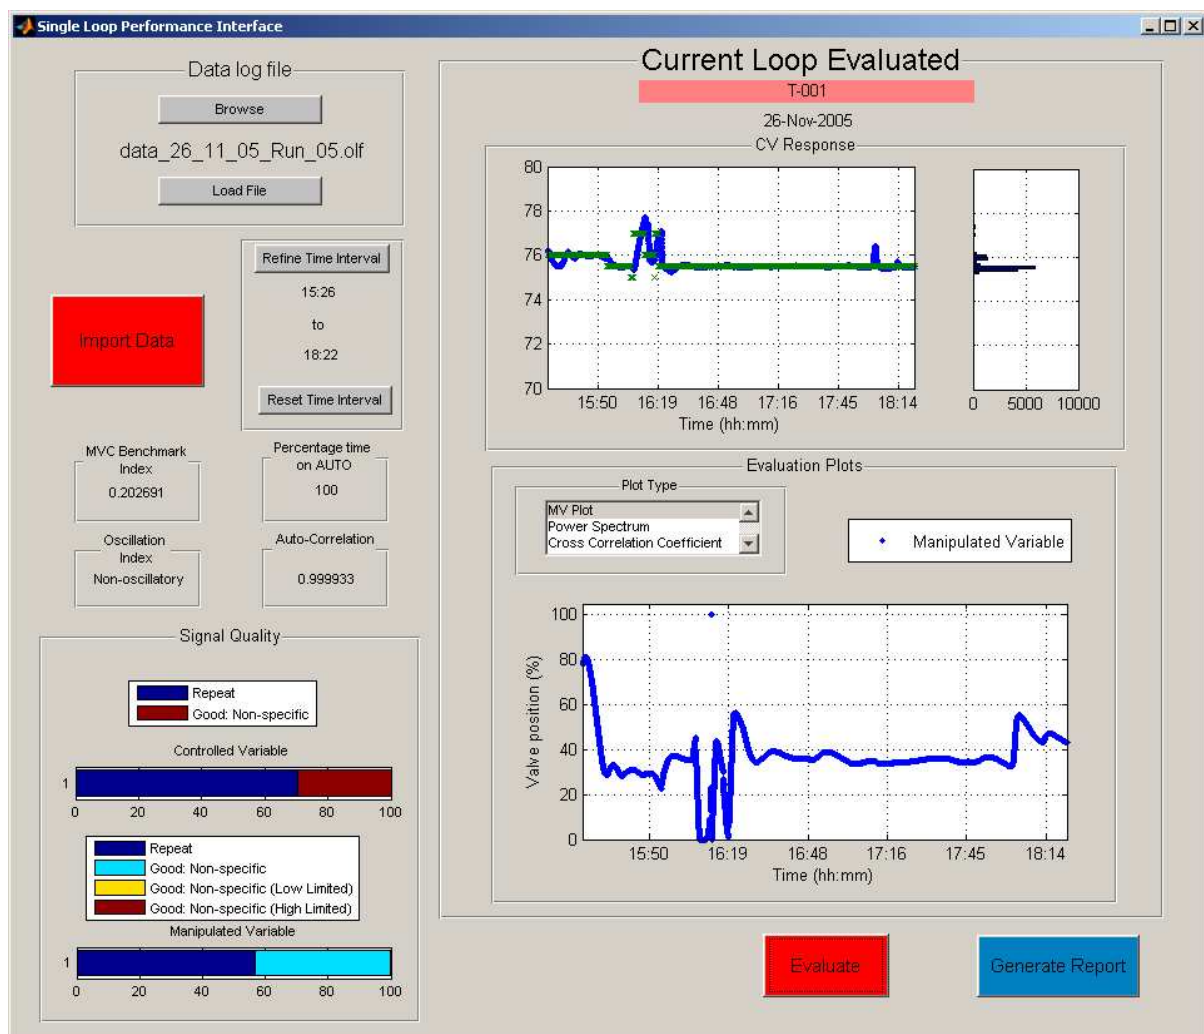 Single Loop Performance Interface
Data log file
Browse
data_26_11_05_Run_05.olf
Load File
Refine Time Interval
15:26
to
18:22
Reset Time Interval
Import Data
MVC Benchmark
Index
0.202691
Percentage time
on AUTO
100
Oscillation
Index
Non-oscillatory
Auto-Correlation
0.999933
Signal Quality
Repeat
Good: Non-specific
Controlled Variable
1
0 20 40 60 80 100
Repeat
Good: Non-specific
Good: Non-specific (Low Limited)
Good: Non-specific (High Limited)
Manipulated Variable
1
0 20 40 60 80 100
Current Loop Evaluated
T-001
26-Nov-2005
CV Response
80
78
76
75
74
72
70
15:50 16:19 16:48 17:16 17:45 18:14
Time (hh:mm)
0 5000 10000
Evaluation Plots
Plot Type
MV Plot
Power Spectrum
Cross Correlation Coefficient
Manipulated Variable
Valve position (%)
100
80
60
40
20
0
15:50 16:19 16:48 17:16 17:45 18:14
Time (hh:mm)
Evaluate
Generate Report